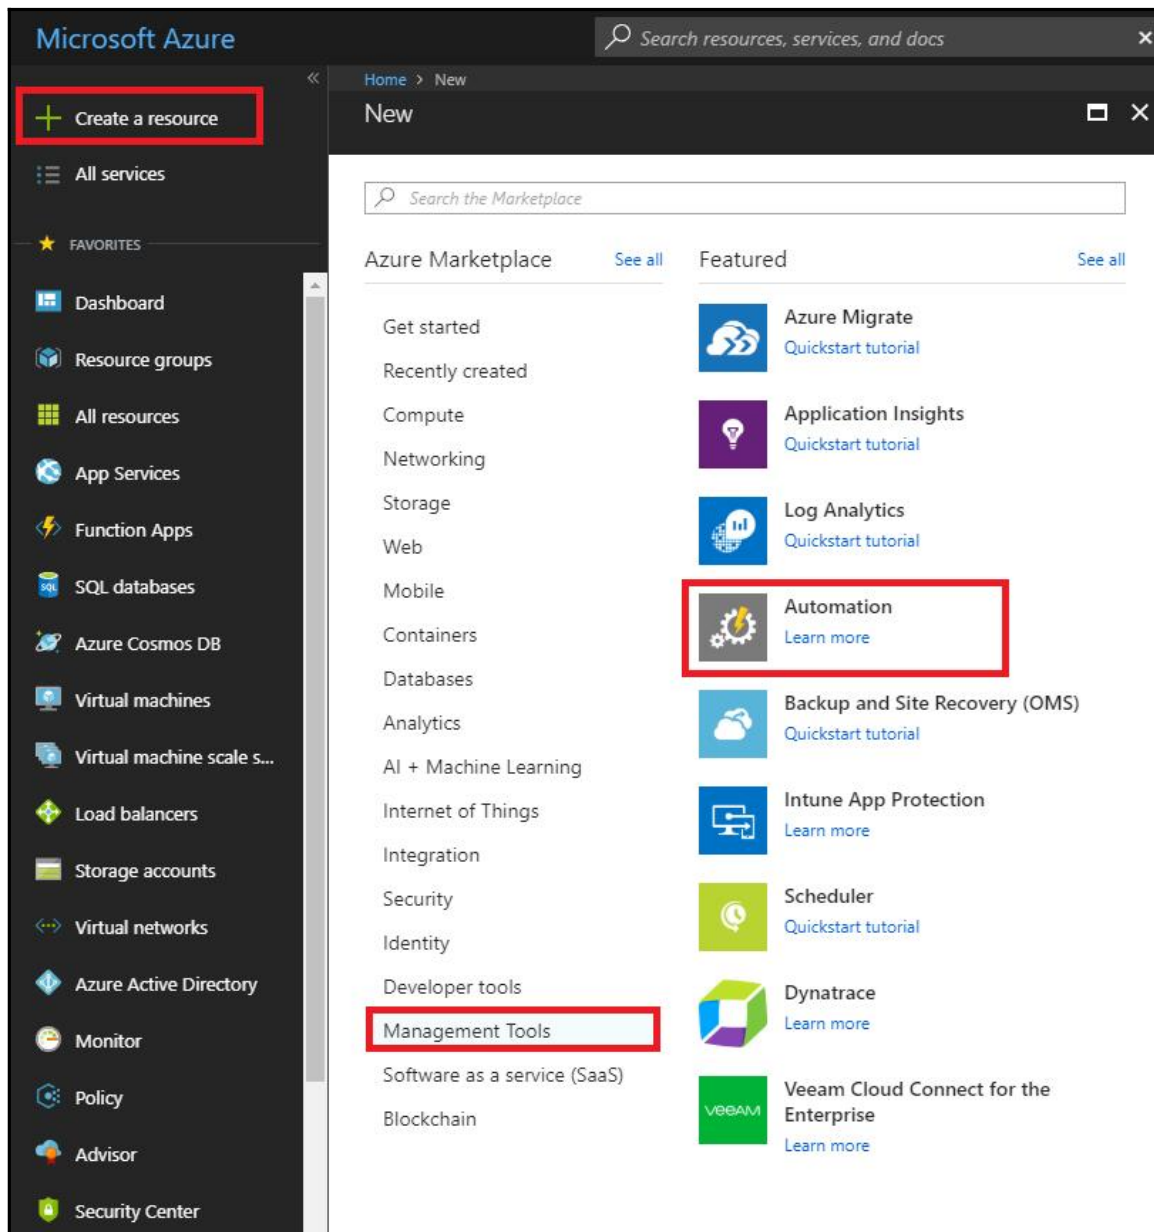 Microsoft Azure
Search resources, services, and docs
Create a resource
All services
FAVORITES
Dashboard
Resource groups
All resources
App Services
Function Apps
SQL
SQL databases
Azure Cosmos DB
Virtual machines
Virtual machine scale s...
Load balancers
Storage accounts
Virtual networks
Azure Active Directory
Monitor
Policy
Advisor
Security Center
Home > New
New
Search the Marketplace
Azure Marketplace See all
Get started
Recently created
Compute
Networking
Storage
Web
Mobile
Containers
Databases
Analytics
AI + Machine Learning
Internet of Things
Integration
Security
Identity
Developer tools
Management Tools
Software as a service (SaaS)
Blockchain
Featured See all
Azure Migrate
Quickstart tutorial
Application Insights
Quickstart tutorial
Log Analytics
Quickstart tutorial
Automation
Learn more
Backup and Site Recovery (OMS)
Quickstart tutorial
Intune App Protection
Learn more
Scheduler
Quickstart tutorial
Dynatrace
Learn more
veeam
Veeam Cloud Connect for the
Enterprise
Learn more